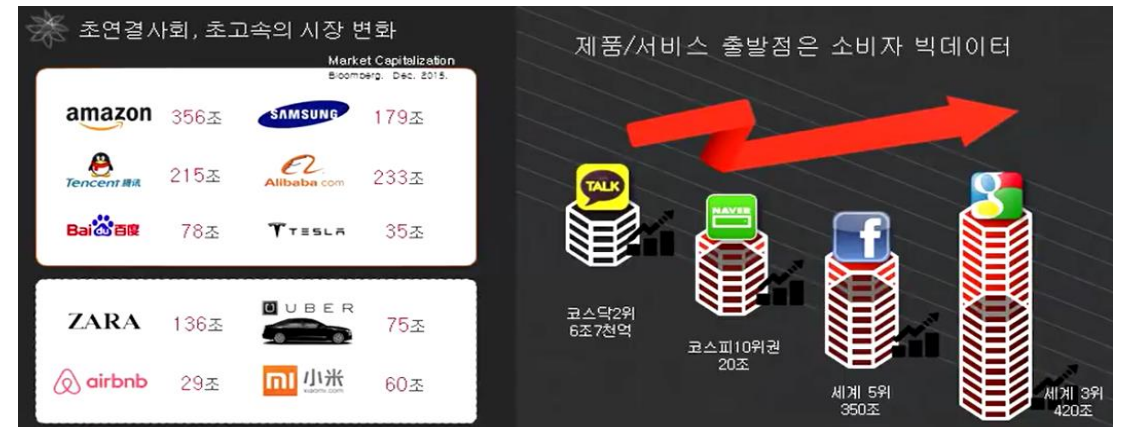 초연결사회, 초고속의 시장 변화
Market Capitalization
Bloomberg. Dec. 2015.
amazon 356조
SAMSUNG 179조
Tencent 腾讯 215조
Alibaba.com 233조
Bai du 百度 78조
TESLA 35조
ZARA 136조
UBER 75조
airbnb 29조
mi 小米 xiaomi.com 60조
제품/서비스 출발점은 소비자 빅데이터
TALK
NAVER
f
g
코스닥2위
6조7천억
코스피10위권
20조
세계 5위
350조
세계 3위
420조